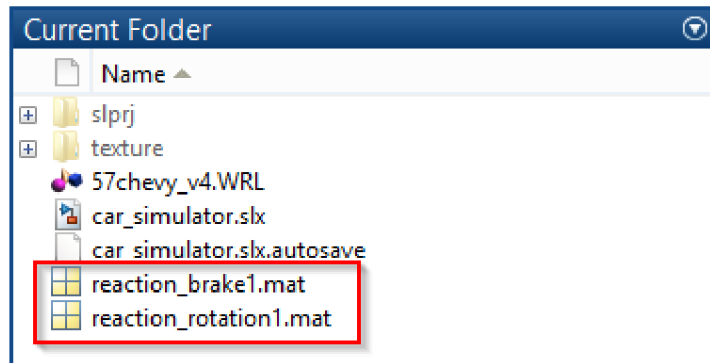 Current Folder
Name
slprj
texture
57chevy_v4.WRL
car_simulator.slx
car_simulator.slx.autosave
reaction_brake1.mat
reaction_rotation1.mat